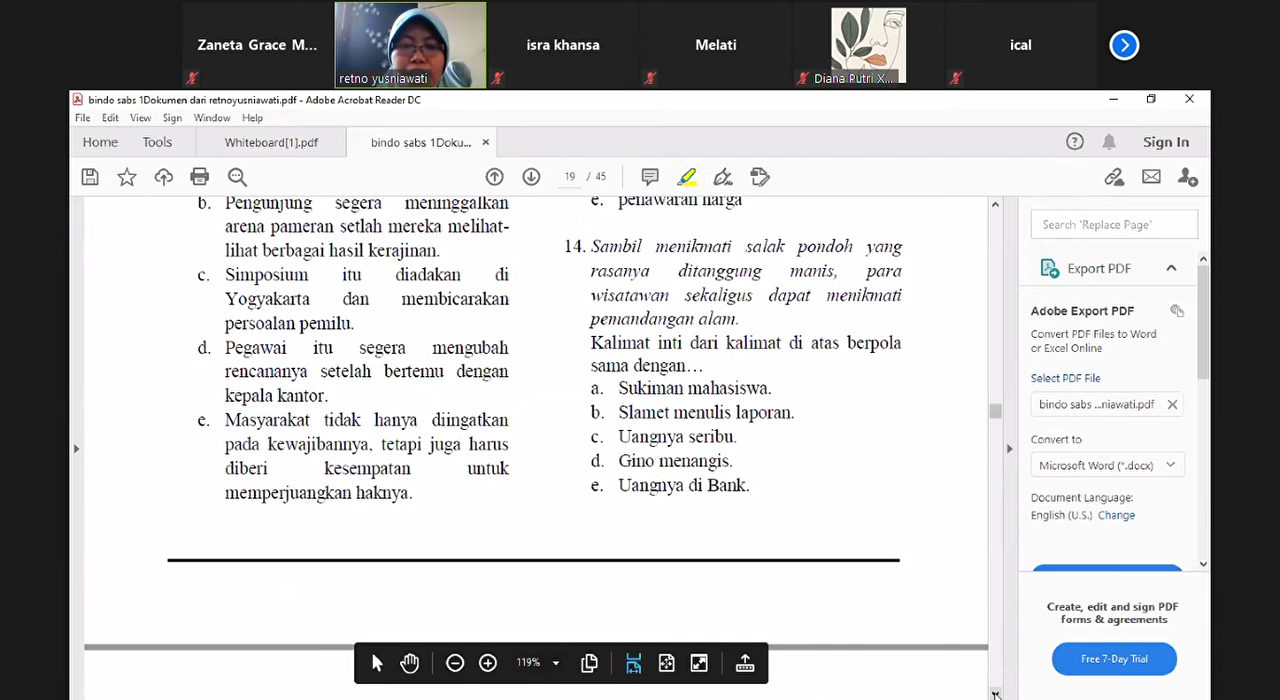 Zaneta Grace M...
retno yusniawati
isra khansa
Melati
Diana Putri X...
ical
bindo sabs 1Dokumen dari retnoyusniawati.pdf - Adobe Acrobat Reader DC
File Edit View Sign Window Help
Home Tools Whiteboard[1].pdf bindo sabs 1Doku... Sign In
19 / 45
b. Pengunjung segera meninggalkan
arena pameran setlah mereka melihat-
lihat berbagai hasil kerajinan.
c. Simposium itu diadakan di
Yogyakarta dan membicarakan
persoalan pemilu.
d. Pegawai itu segera mengubah
rencananya setelah bertemu dengan
kepala kantor.
e. Masyarakat tidak hanya diingatkan
pada kewajibannya, tetapi juga harus
diberi kesempatan untuk
memperjuangkan haknya.
e. penawaran harga
14. Sambil menikmati salak pondoh yang
rasanya ditanggung manis, para
wisatawan sekaligus dapat menikmati
pemandangan alam.
Kalimat inti dari kalimat di atas berpola
sama dengan…
a. Sukiman mahasiswa.
b. Slamet menulis laporan.
c. Uangnya seribu.
d. Gino menangis.
e. Uangnya di Bank.
Search 'Replace Page'
Export PDF
Adobe Export PDF
Convert PDF Files to Word
or Excel Online
Select PDF File
bindo sabs ...niawati.pdf
Convert to
Microsoft Word (*.docx)
Document Language:
English (U.S.) Change
Create, edit and sign PDF
forms & agreements
Free 7-Day Trial
119%